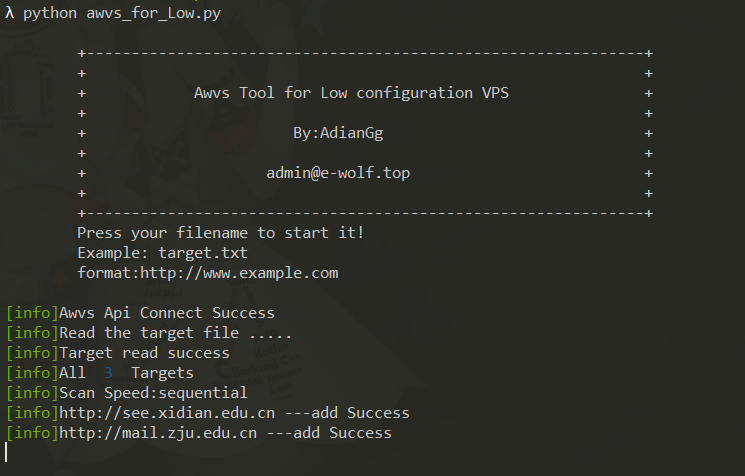 λ python awvs_for_Low.py
+--------------------------------------------------------------+
+ +
+ Awvs Tool for Low configuration VPS +
+ +
+ By:AdianGg +
+ +
+ admin@e-wolf.top +
+ +
+--------------------------------------------------------------+
Press your filename to start it!
Example: target.txt
format:http://www.example.com
[info]Awvs Api Connect Success
[info]Read the target file .....
[info]Target read success
[info]All 3 Targets
[info]Scan Speed:sequential
[info]http://see.xidian.edu.cn ---add Success
[info]http://mail.zju.edu.cn ---add Success